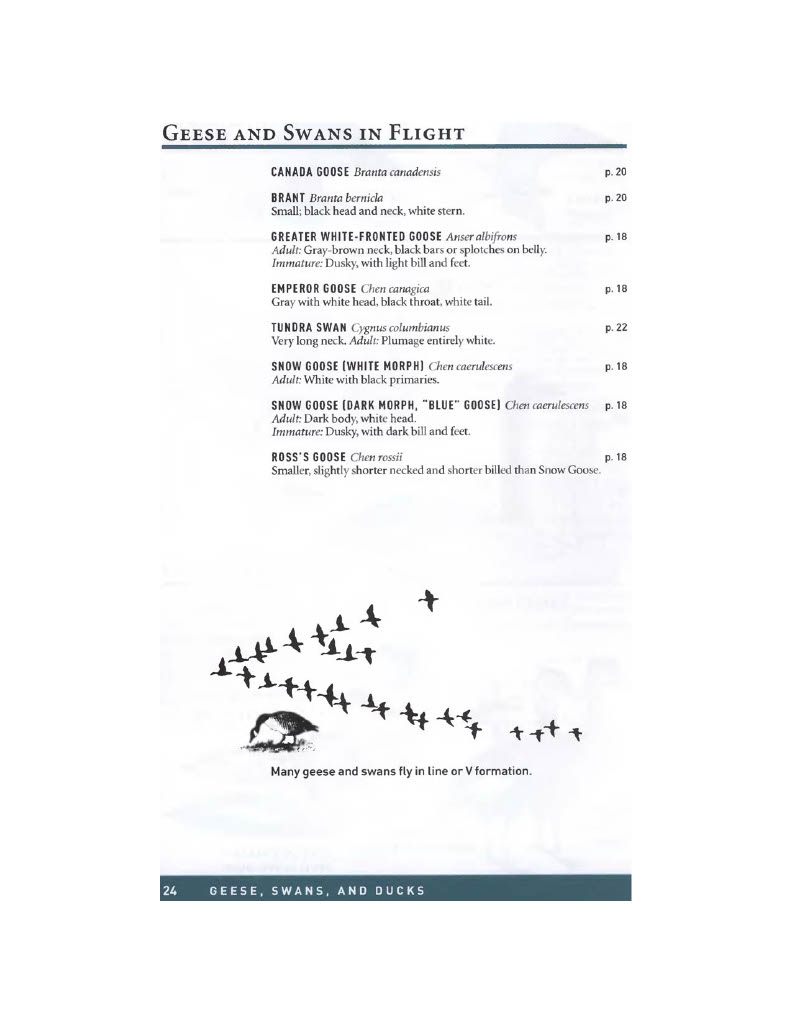 GEESE AND SWANS IN FLIGHT
CANADA GOOSE Branta canadensis p. 20
BRANT Branta bernicla p. 20
Small; black head and neck, white stern.
GREATER WHITE-FRONTED GOOSE Anser albifrons p. 18
Adult: Gray-brown neck, black bars or splotches on belly.
Immature: Dusky, with light bill and feet.
EMPEROR GOOSE Chen canagica p. 18
Gray with white head, black throat, white tail.
TUNDRA SWAN Cygnus columbianus p. 22
Very long neck. Adult: Plumage entirely white.
SNOW GOOSE (WHITE MORPH) Chen caerulescens p. 18
Adult: White with black primaries.
SNOW GOOSE (DARK MORPH, "BLUE" GOOSE) Chen caerulescens p. 18
Adult: Dark body, white head.
Immature: Dusky, with dark bill and feet.
ROSS'S GOOSE Chen rossii p. 18
Smaller, slightly shorter necked and shorter billed than Snow Goose.
Many geese and swans fly in line or V formation.
24 GEESE, SWANS, AND DUCKS